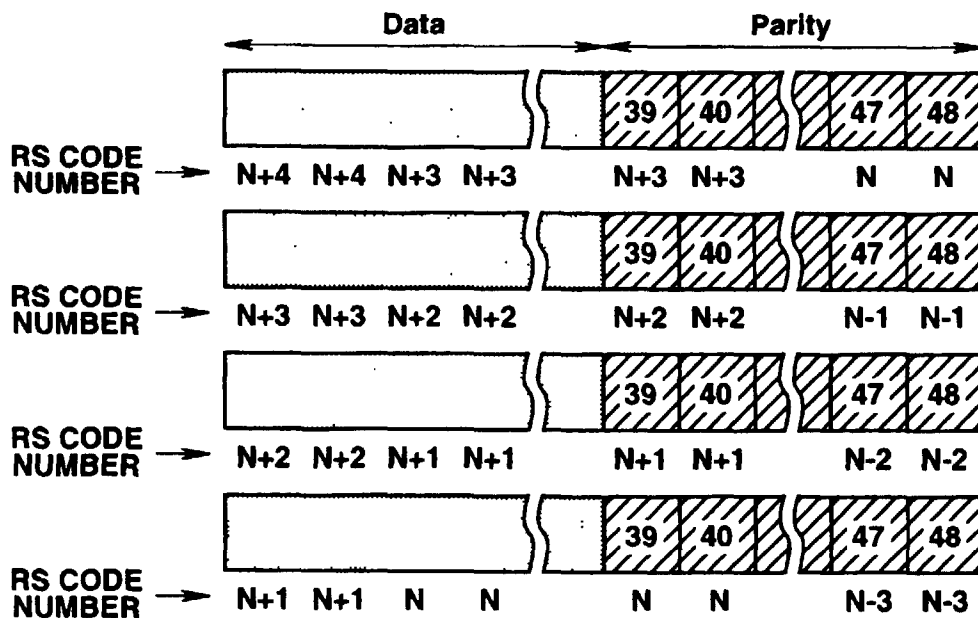 Data Parity
39 40 47 48
RS CODE NUMBER → N+4 N+4 N+3 N+3 N+3 N+3 N N
39 40 47 48
RS CODE NUMBER → N+3 N+3 N+2 N+2 N+2 N+2 N-1 N-1
39 40 47 48
RS CODE NUMBER → N+2 N+2 N+1 N+1 N+1 N+1 N-2 N-2
39 40 47 48
RS CODE NUMBER → N+1 N+1 N N N N N-3 N-3